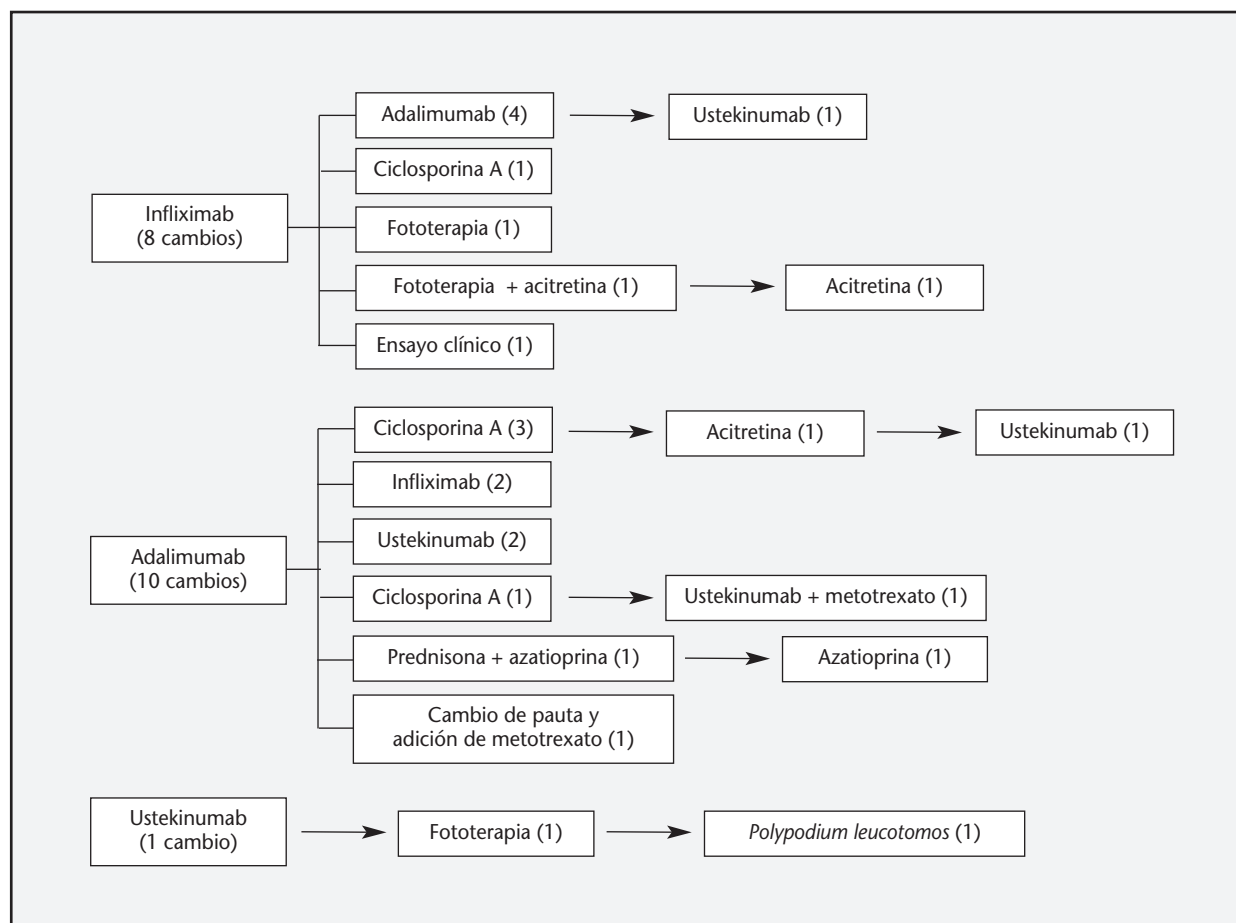 Adalimumab (4)
Ustekinumab (1)
Ciclosporina A (1)
Infliximab
(8 cambios)
Fototerapia (1)
Fototerapia + acitretina (1)
Acitretina (1)
Ensayo clínico (1)
Ciclosporina A (3)
Acitretina (1)
Ustekinumab (1)
Infliximab (2)
Adalimumab
(10 cambios)
Ustekinumab (2)
Ciclosporina A (1)
Ustekinumab + metotrexato (1)
Prednisona + azatioprina (1)
Azatioprina (1)
Cambio de pauta y
adición de metotrexato (1)
Ustekinumab
(1 cambio)
Fototerapia (1)
Polypodium leucotomos (1)